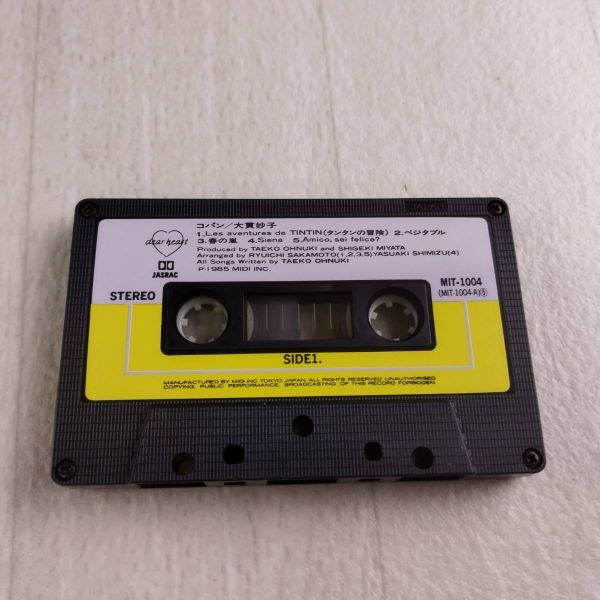 コパン/大貫妙子
1.Les aventures de TINTIN(タンタンの冒険) 2.ベジタブル
3.春の嵐 4.Siena 5.Amico, sei felice?
Produced by TAEKO OHNUKI and SHIGEKI MIYATA
Arranged by RYUICHI SAKAMOTO(1,2,3,5)YASUAKI SHIMIZU(4)
All Songs Written by TAEKO OHNUKI
Ⓟ1985 MIDI INC.
dear heart
JASRAC
STEREO
MIT-1004
(MIT-1004-A)⑤
SIDE1.
MANUFACTURED BY MIDI INC TOKYO JAPAN. ALL RIGHTS RESERVED UNAUTHORISED
COPYING. PUBLIC PERFORMANCE. BROADCASTING OF THIS RECORD FORBIDDEN.